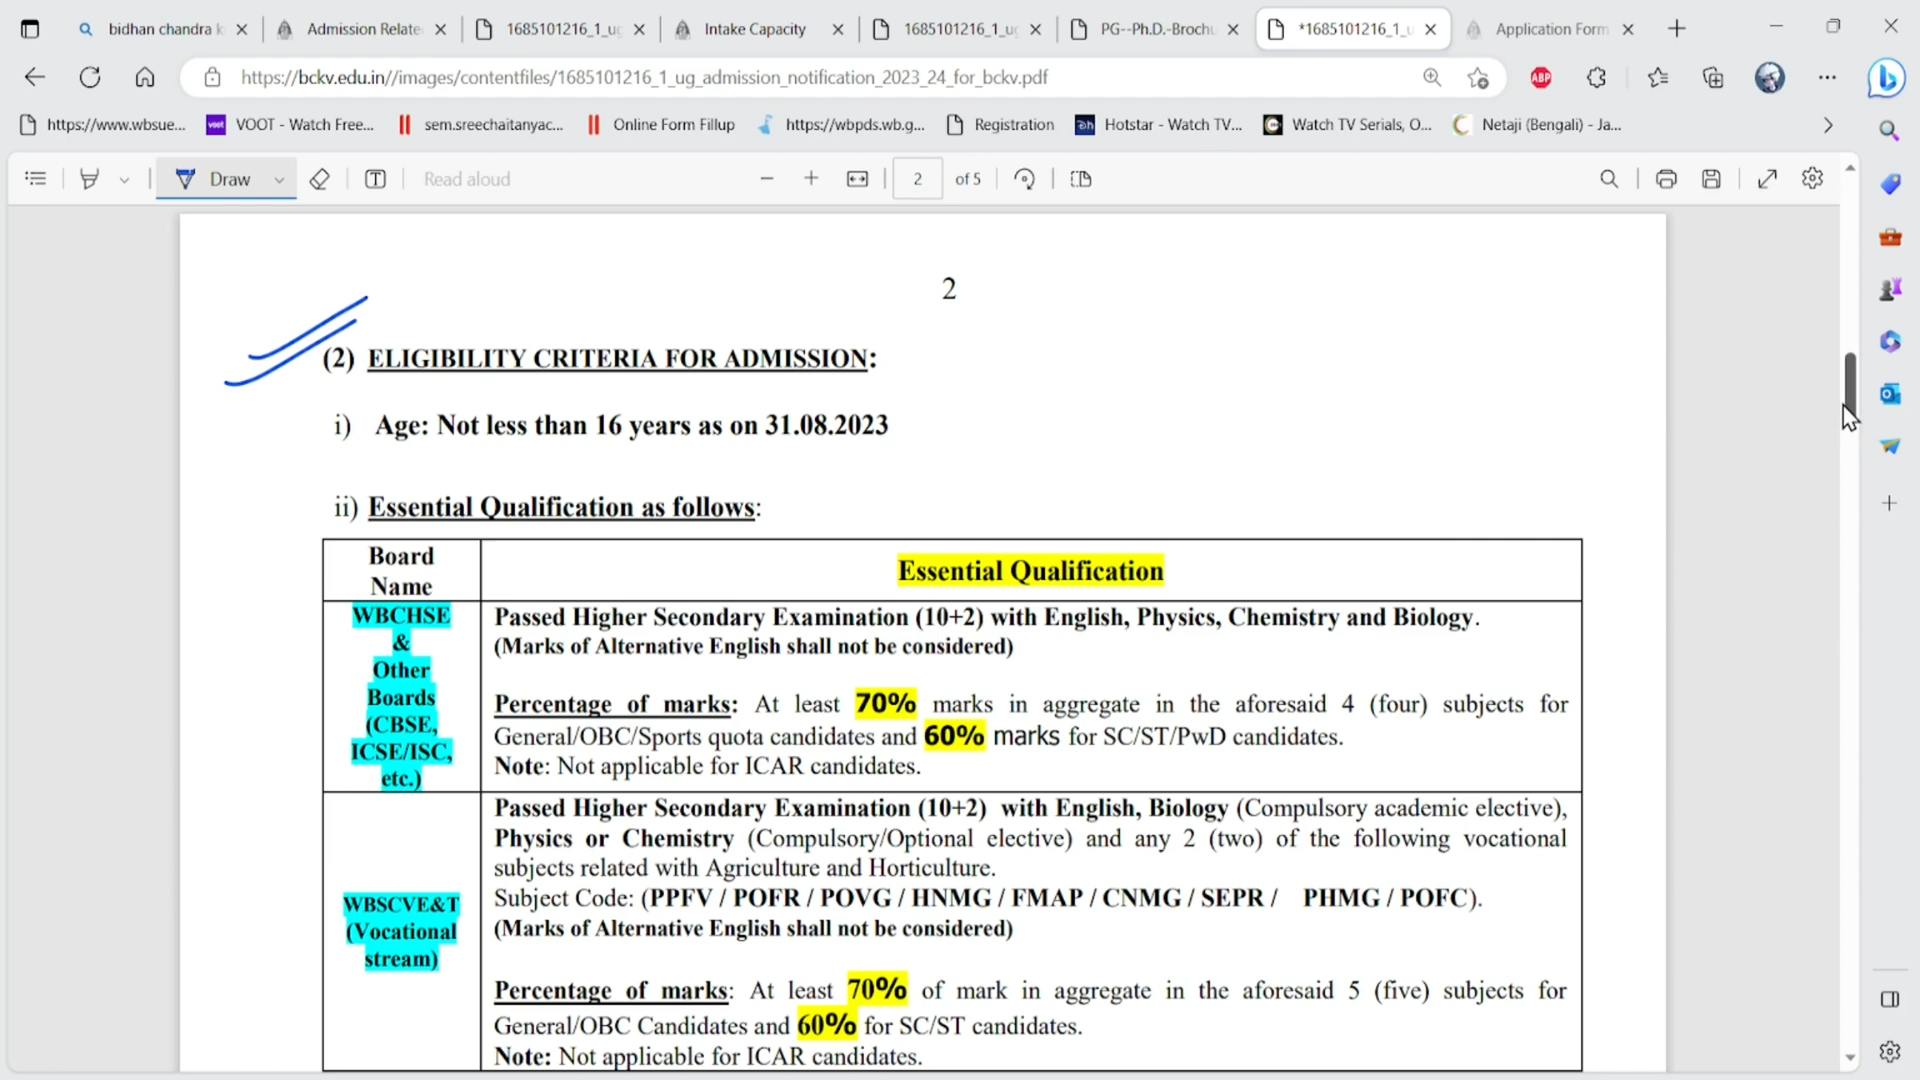 bidhan chandra k
Admission Relate
1685101216_1_ug
Intake Capacity
1685101216_1_ug
PG--Ph.D.-Brochu
*1685101216_1_u
Application Form
https://bckv.edu.in//images/contentfiles/1685101216_1_ug_admission_notification_2023_24_for_bckv.pdf
ABP
https://www.wbsue...
voot
VOOT - Watch Free...
sem.sreechaitanyac...
Online Form Fillup
https://wbpds.wb.g...
Registration
Hotstar - Watch TV...
Watch TV Serials, O...
Netaji (Bengali) - Ja...
Draw
Read aloud
2 of 5
2
(2) ELIGIBILITY CRITERIA FOR ADMISSION:
i) Age: Not less than 16 years as on 31.08.2023
ii) Essential Qualification as follows:
Board
Name
Essential Qualification
WBCHSE
&
Other
Boards
(CBSE,
ICSE/ISC,
etc.)
Passed Higher Secondary Examination (10+2) with English, Physics, Chemistry and Biology.
(Marks of Alternative English shall not be considered)
Percentage of marks: At least 70% marks in aggregate in the aforesaid 4 (four) subjects for
General/OBC/Sports quota candidates and 60% marks for SC/ST/PwD candidates.
Note: Not applicable for ICAR candidates.
WBSCVE&T
(Vocational
stream)
Passed Higher Secondary Examination (10+2) with English, Biology (Compulsory academic elective),
Physics or Chemistry (Compulsory/Optional elective) and any 2 (two) of the following vocational
subjects related with Agriculture and Horticulture.
Subject Code: (PPFV / POFR / POVG / HNMG / FMAP / CNMG / SEPR / PHMG / POFC).
(Marks of Alternative English shall not be considered)
Percentage of marks: At least 70% of mark in aggregate in the aforesaid 5 (five) subjects for
General/OBC Candidates and 60% for SC/ST candidates.
Note: Not applicable for ICAR candidates.